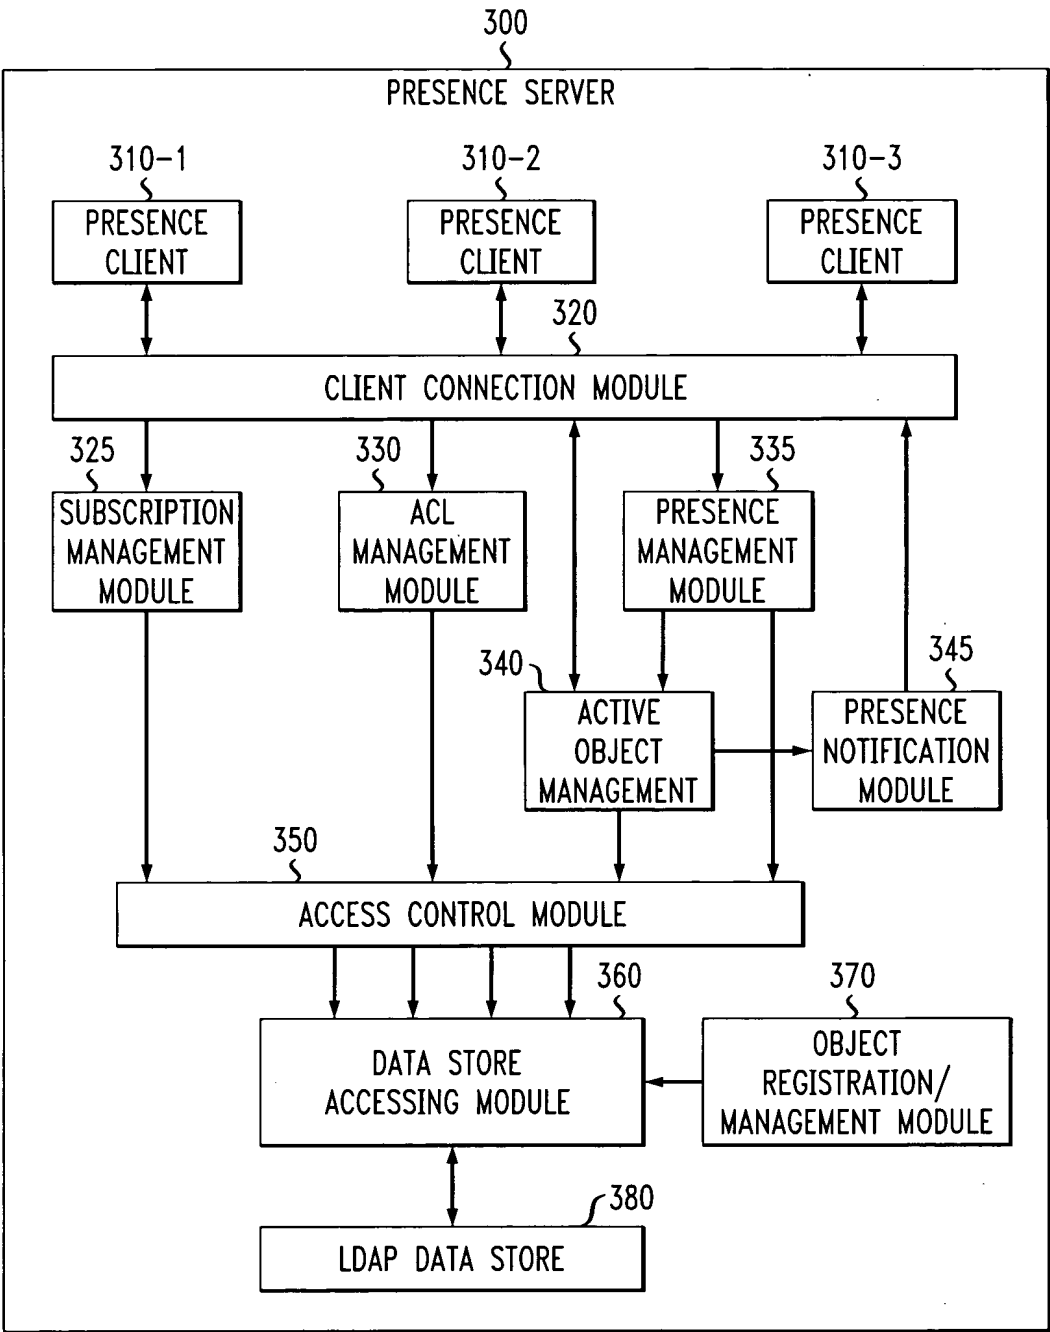 300
PRESENCE SERVER
310-1
310-2
310-3
PRESENCE
CLIENT
PRESENCE
CLIENT
PRESENCE
CLIENT
320
CLIENT CONNECTION MODULE
325
330
335
SUBSCRIPTION
MANAGEMENT
MODULE
ACL
MANAGEMENT
MODULE
PRESENCE
MANAGEMENT
MODULE
340
345
ACTIVE
OBJECT
MANAGEMENT
PRESENCE
NOTIFICATION
MODULE
350
ACCESS CONTROL MODULE
360
370
DATA STORE
ACCESSING MODULE
OBJECT
REGISTRATION/
MANAGEMENT MODULE
380
LDAP DATA STORE